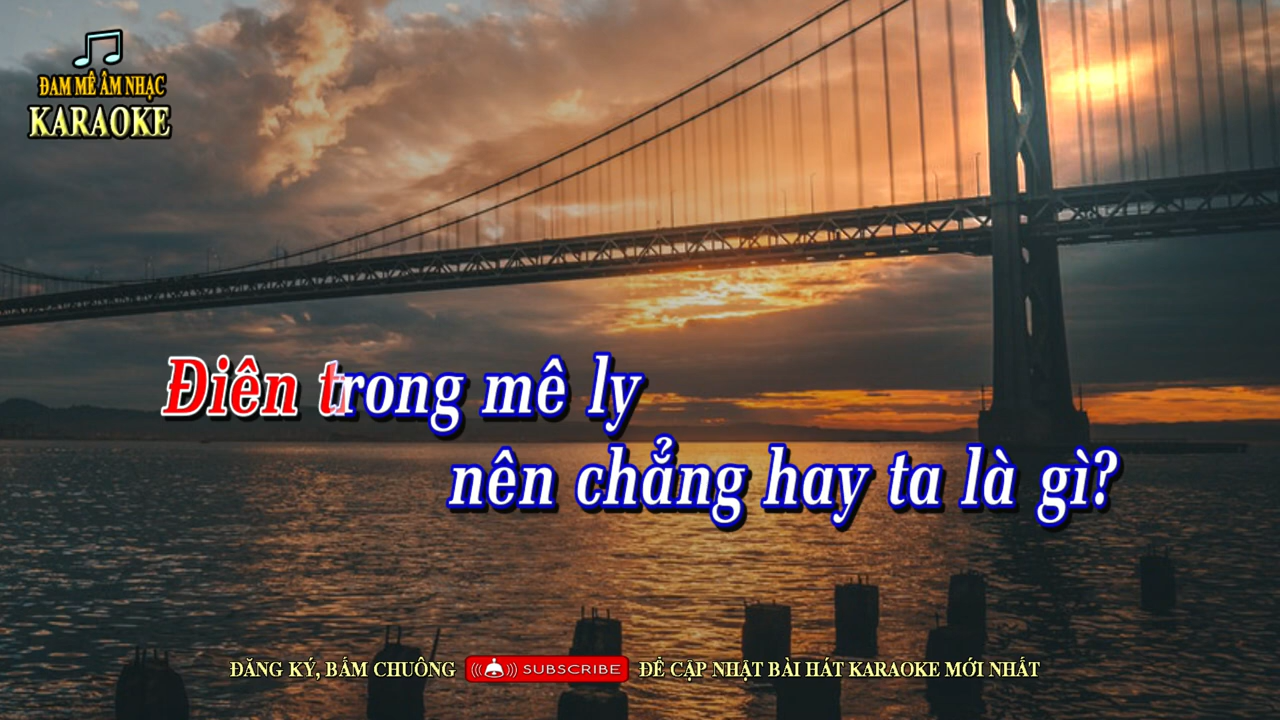 ĐAM MÊ ÂM NHẠC
KARAOKE
Điên trong mê ly
nên chẳng hay ta là gì?
ĐĂNG KÝ, BẤM CHUÔNG SUBSCRIBE ĐỂ CẬP NHẬT BÀI HÁT KARAOKE MỚI NHẤT